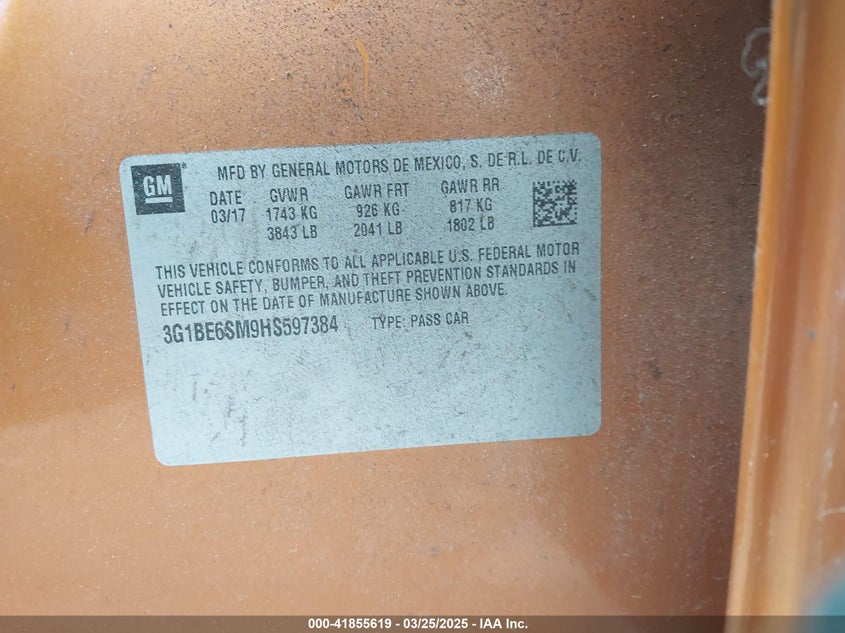 GM
MFD BY GENERAL MOTORS DE MEXICO, S. DE R.L. DE C.V.
DATE GVWR GAWR FRT GAWR RR
03/17 1743 KG 926 KG 817 KG
3843 LB 2041 LB 1802 LB
THIS VEHICLE CONFORMS TO ALL APPLICABLE U.S. FEDERAL MOTOR
VEHICLE SAFETY, BUMPER, AND THEFT PREVENTION STANDARDS IN
EFFECT ON THE DATE OF MANUFACTURE SHOWN ABOVE.
3G1BE6SM9HS597384 TYPE: PASS CAR
000-41855619 - 03/25/2025 - IAA Inc.